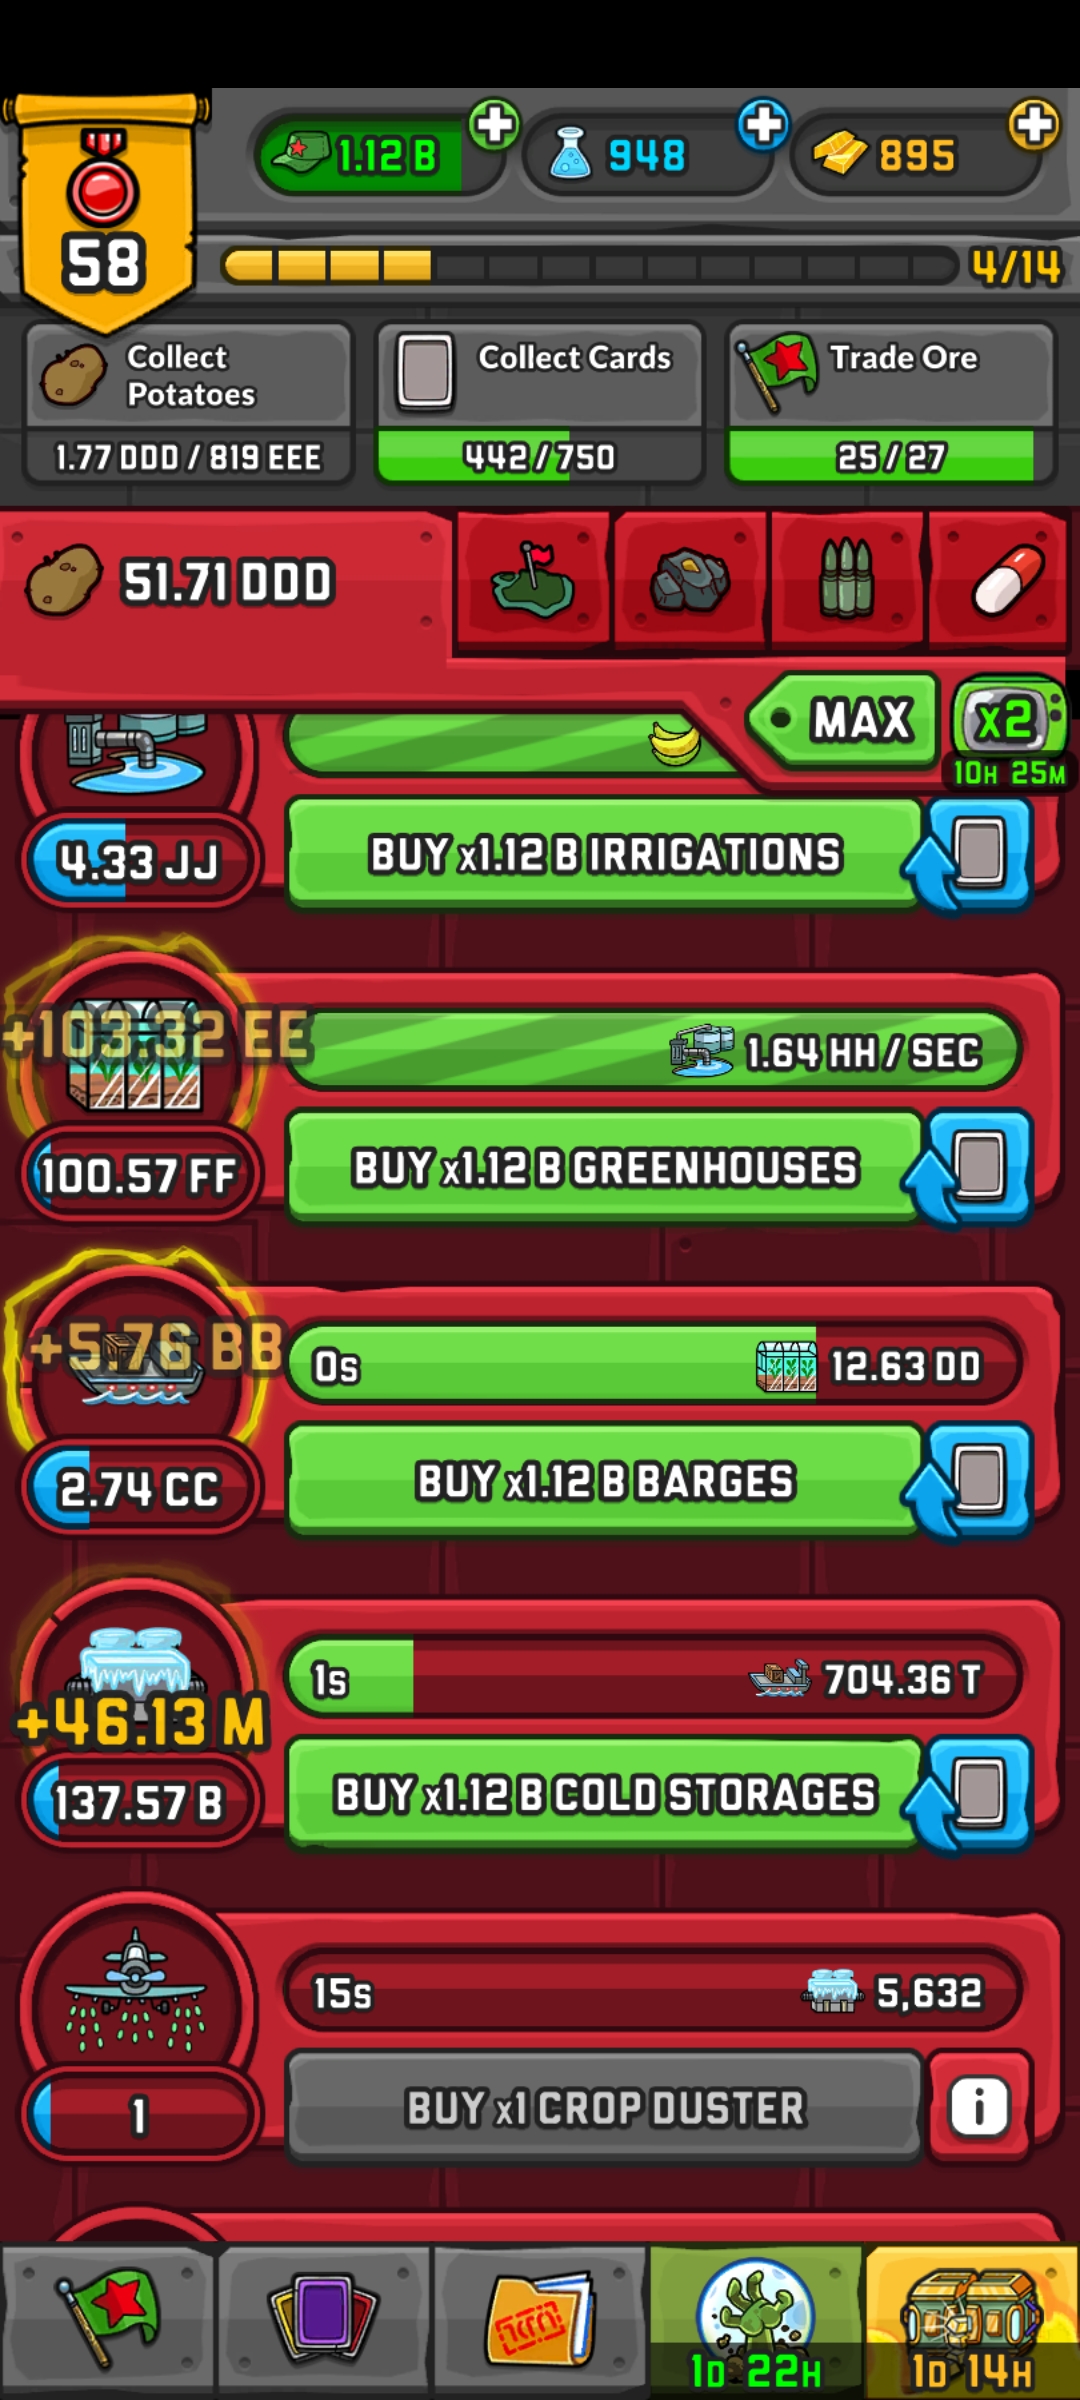 1.12 B
948
895
58
4/14
Collect
Potatoes
Collect Cards
Trade Ore
1.77 DDD / 819 EEE
442/750
25/27
51.71 DDD
MAX
x2
10H 25M
4.33 JJ
BUY x1.12 B IRRIGATIONS
+103.32 EE
1.64 HH / SEC
100.57 FF
BUY x1.12 B GREENHOUSES
+5.76 BB
0s
12.63 DD
2.74 CC
BUY x1.12 B BARGES
1s
704.36 T
+46.13 M
137.57 B
BUY x1.12 B COLD STORAGES
15s
5,632
1
BUY x1 CROP DUSTER
i
1D 22H
1D 14H